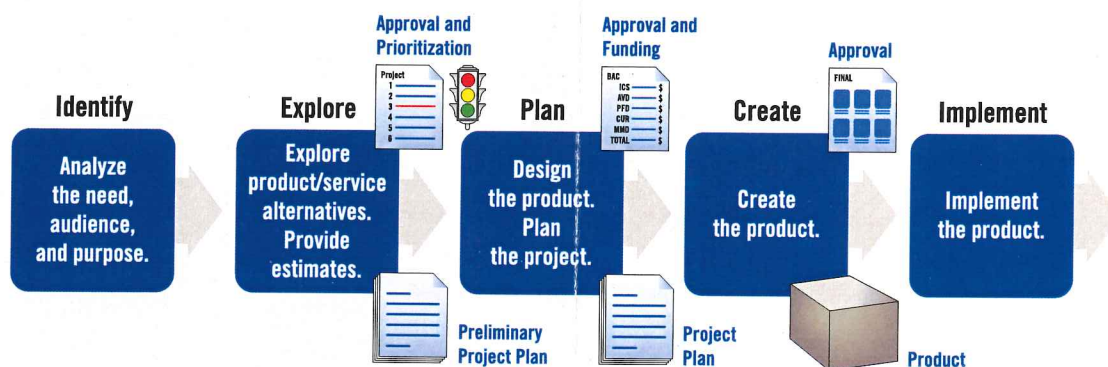 Approval and
Prioritization
Project
1
2
3
4
5
6
Approval and
Funding
BAC
ICS $
AVD $
PFD $
CUR $
MMD $
TOTAL $
Approval
FINAL
Identify
Explore
Plan
Create
Implement
Analyze
the need,
audience,
and purpose.
Explore
product/service
alternatives.
Provide
estimates.
Design
the product.
Plan
the project.
Create
the product.
Implement
the product.
Preliminary
Project Plan
Project
Plan
Product